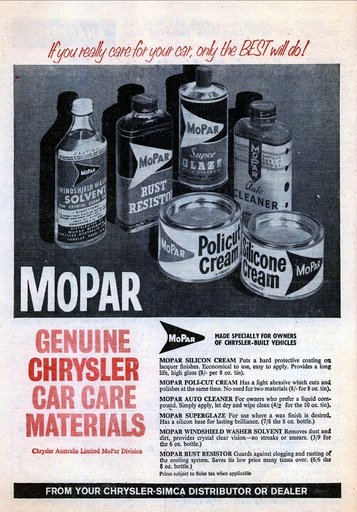 If you really care for your car, only the BEST will do!
MOPAR
WINDSHIELD WASHER
SOLVENT
MOPAR
RUST
RESISTOR
MOPAR
Super
GLAZE
MOPAR
Auto
CLEANER
MOPAR
Policut
Cream
Silicone
Cream
MOPAR
MOPAR
GENUINE
CHRYSLER
CAR CARE
MATERIALS
Chrysler Australia Limited MoPar Division
MOPAR
MADE SPECIALLY FOR OWNERS
OF CHRYSLER-BUILT VEHICLES
MOPAR SILICON CREAM Puts a hard protective coating on
lacquer finishes. Economical to use, easy to apply. Provides a long
life, high gloss (8/- per 8 oz. tin).
MOPAR POLI-CUT CREAM Has a light abrasive which cuts and
polishes at the same time. No need for two materials (8/- for 8 oz. tin).
MOPAR AUTO CLEANER For owners who prefer a liquid com-
pound. Simply apply, let dry and wipe clean (4/9 for the 10 oz. tin).
MOPAR SUPERGLAZE For use where a wax finish is desired.
Has a silicon base for lasting brilliance. (7/8 the 8 oz. bottle.)
MOPAR WINDSHIELD WASHER SOLVENT Removes dust and
dirt, provides crystal clear vision—no streaks or smears. (3/9 for
the 6 oz. bottle.)
MOPAR RUST RESISTOR Guards against clogging and rusting of
the cooling system. Saves its low price many times over. (6/6 the
8 oz. bottle.)
Prices subject to Sales tax when applicable
FROM YOUR CHRYSLER-SIMCA DISTRIBUTOR OR DEALER